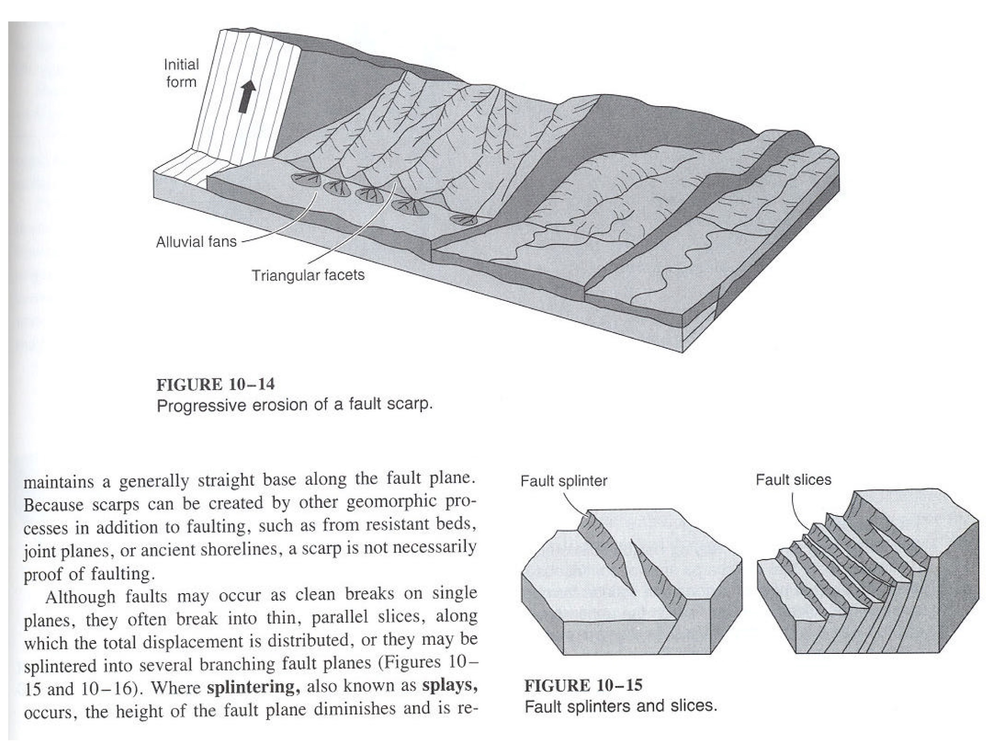 Initial
form
Alluvial fans
Triangular facets
FIGURE 10–14
Progressive erosion of a fault scarp.
maintains a generally straight base along the fault plane.
Because scarps can be created by other geomorphic pro-
cesses in addition to faulting, such as from resistant beds,
joint planes, or ancient shorelines, a scarp is not necessarily
proof of faulting.
Although faults may occur as clean breaks on single
planes, they often break into thin, parallel slices, along
which the total displacement is distributed, or they may be
splintered into several branching fault planes (Figures 10–
15 and 10–16). Where splintering, also known as splays,
occurs, the height of the fault plane diminishes and is re-
Fault splinter
Fault slices
FIGURE 10–15
Fault splinters and slices.